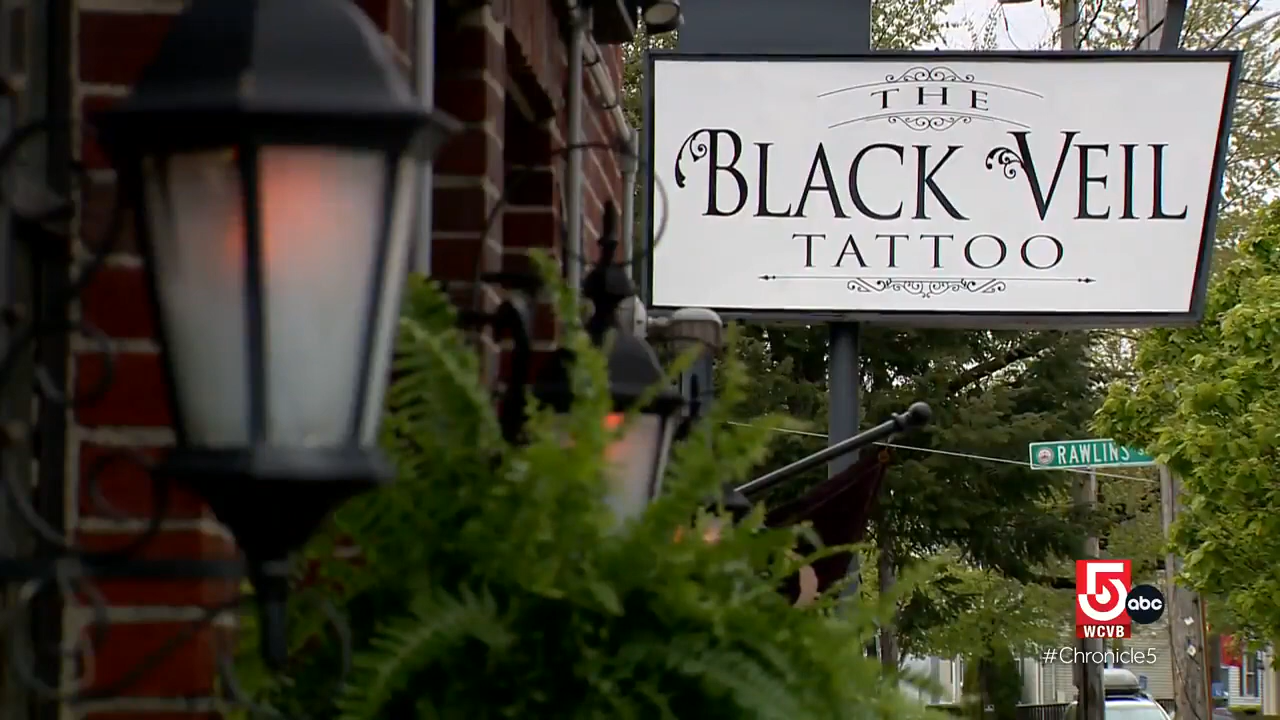 THE
BLACK VEIL
TATTOO
RAWLINS
5
abc
WCVB
#Chronicle5